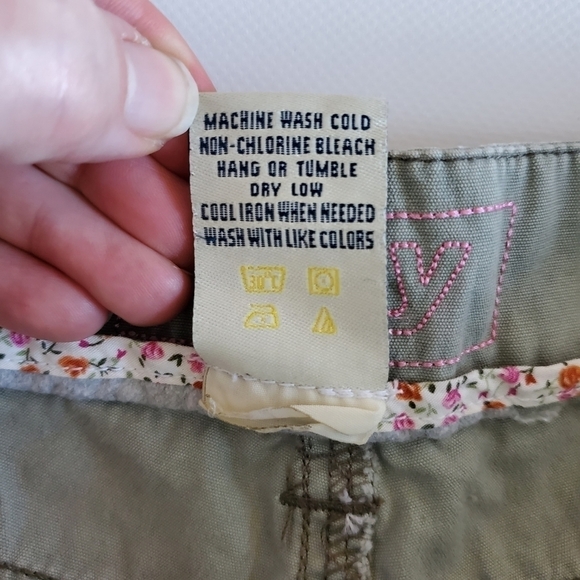 MACHINE WASH COLD
NON-CHLORINE BLEACH
HANG OR TUMBLE
DRY LOW
COOL IRON WHEN NEEDED
WASH WITH LIKE COLORS
30°C
y